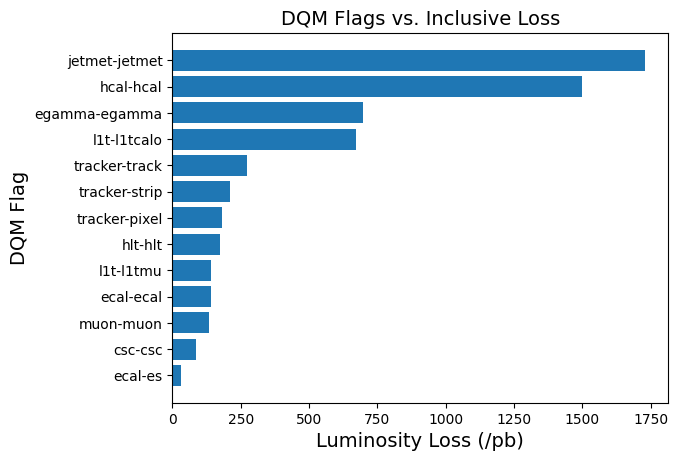 DQM Flags vs. Inclusive Loss
DQM Flag
jetmet-jetmet
hcal-hcal
egamma-egamma
l1t-l1tcalo
tracker-track
tracker-strip
tracker-pixel
hlt-hlt
l1t-l1tmu
ecal-ecal
muon-muon
csc-csc
ecal-es
0 250 500 750 1000 1250 1500 1750
Luminosity Loss (/pb)